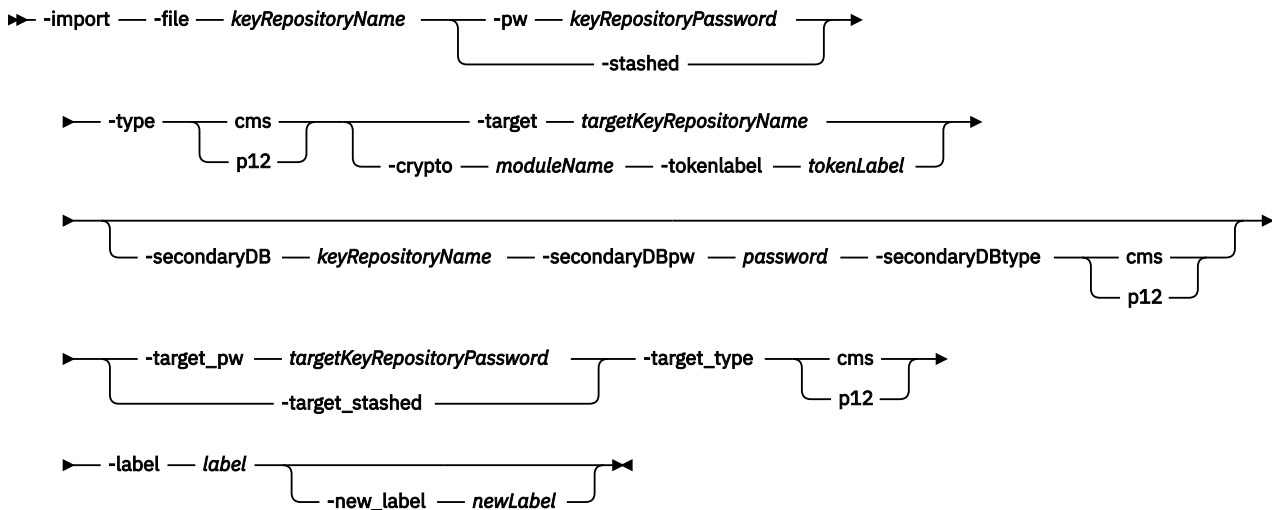 -import -file keyRepositoryName -pw keyRepositoryPassword
-stashed
-type cms -target targetKeyRepositoryName
p12 -crypto moduleName -tokenlabel tokenLabel
-secondaryDB keyRepositoryName -secondaryDBpw password -secondaryDBtype cms
p12
-target_pw targetKeyRepositoryPassword -target_type cms
-target_stashed p12
-label label
-new_label newLabel